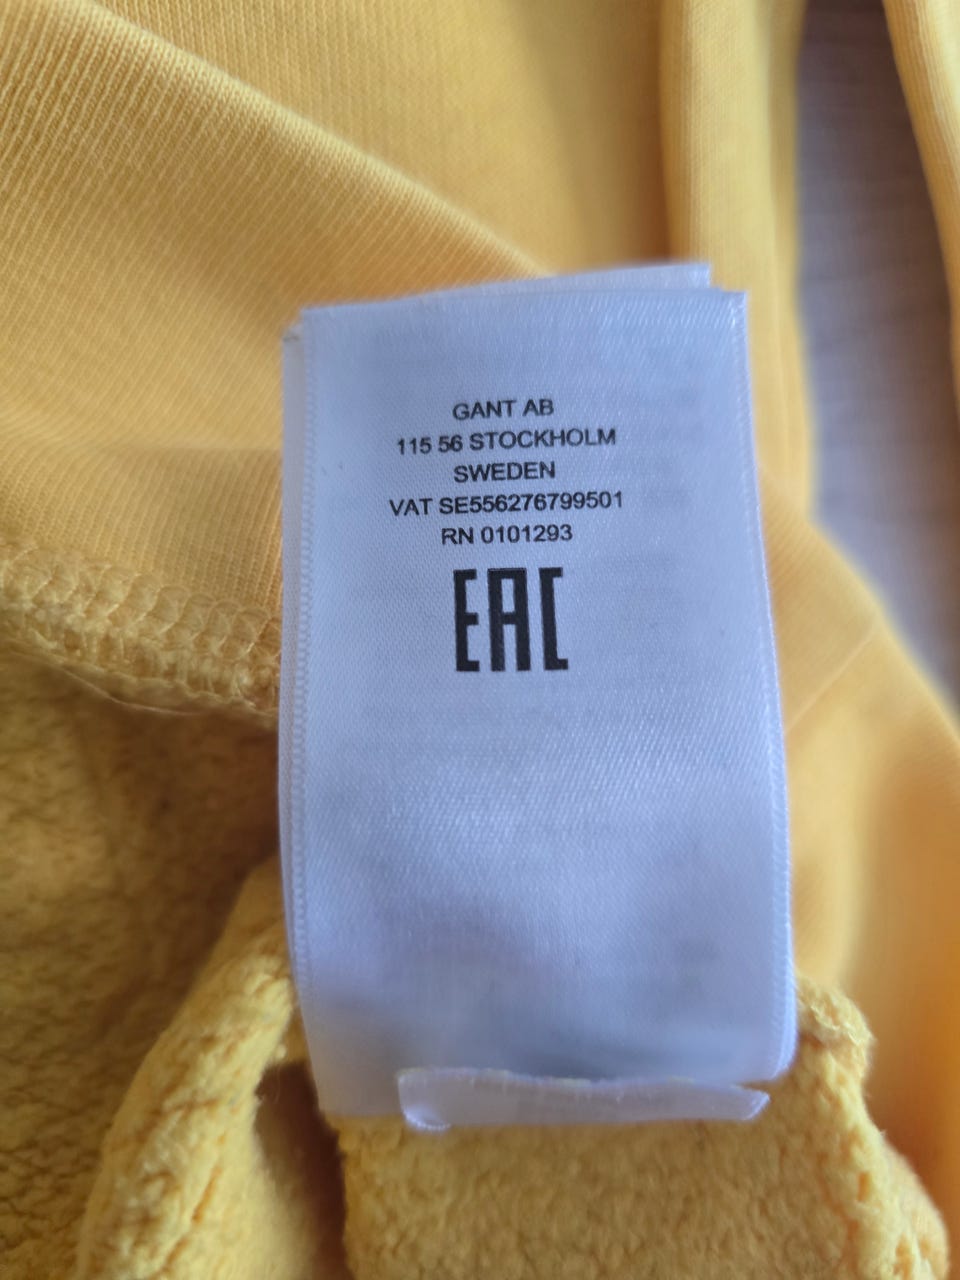 GANT AB
115 56 STOCKHOLM
SWEDEN
VAT SE556276799501
RN 0101293
EAC